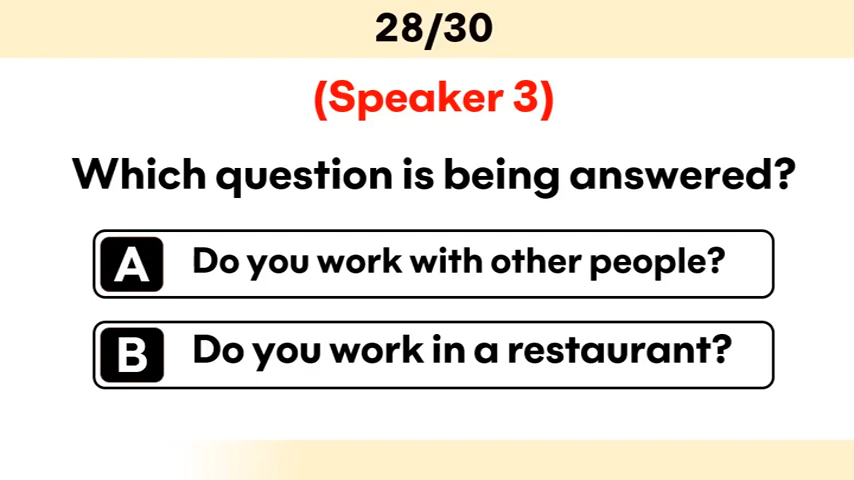 28/30
(Speaker 3)
Which question is being answered?
A Do you work with other people?
B Do you work in a restaurant?